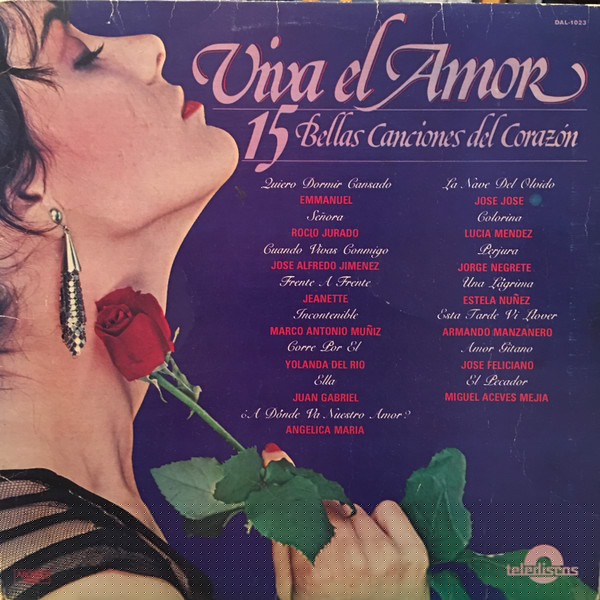 DAL-1023
Viva el Amor
15 Bellas Canciones del Corazón
Quiero Dormir Cansado
EMMANUEL
Señora
ROCIO JURADO
Cuando Vivas Conmigo
JOSE ALFREDO JIMENEZ
Frente A Frente
JEANETTE
Incontenible
MARCO ANTONIO MUÑIZ
Corre Por El
YOLANDA DEL RIO
Ella
JUAN GABRIEL
¿A Dónde Va Nuestro Amor?
ANGELICA MARIA
La Nave Del Olvido
JOSE JOSE
Colorina
LUCIA MENDEZ
Perjura
JORGE NEGRETE
Una Lágrima
ESTELA NUÑEZ
Esta Tarde Vi Llover
ARMANDO MANZANERO
Amor Gitano
JOSE FELICIANO
El Pecador
MIGUEL ACEVES MEJIA
telediscos